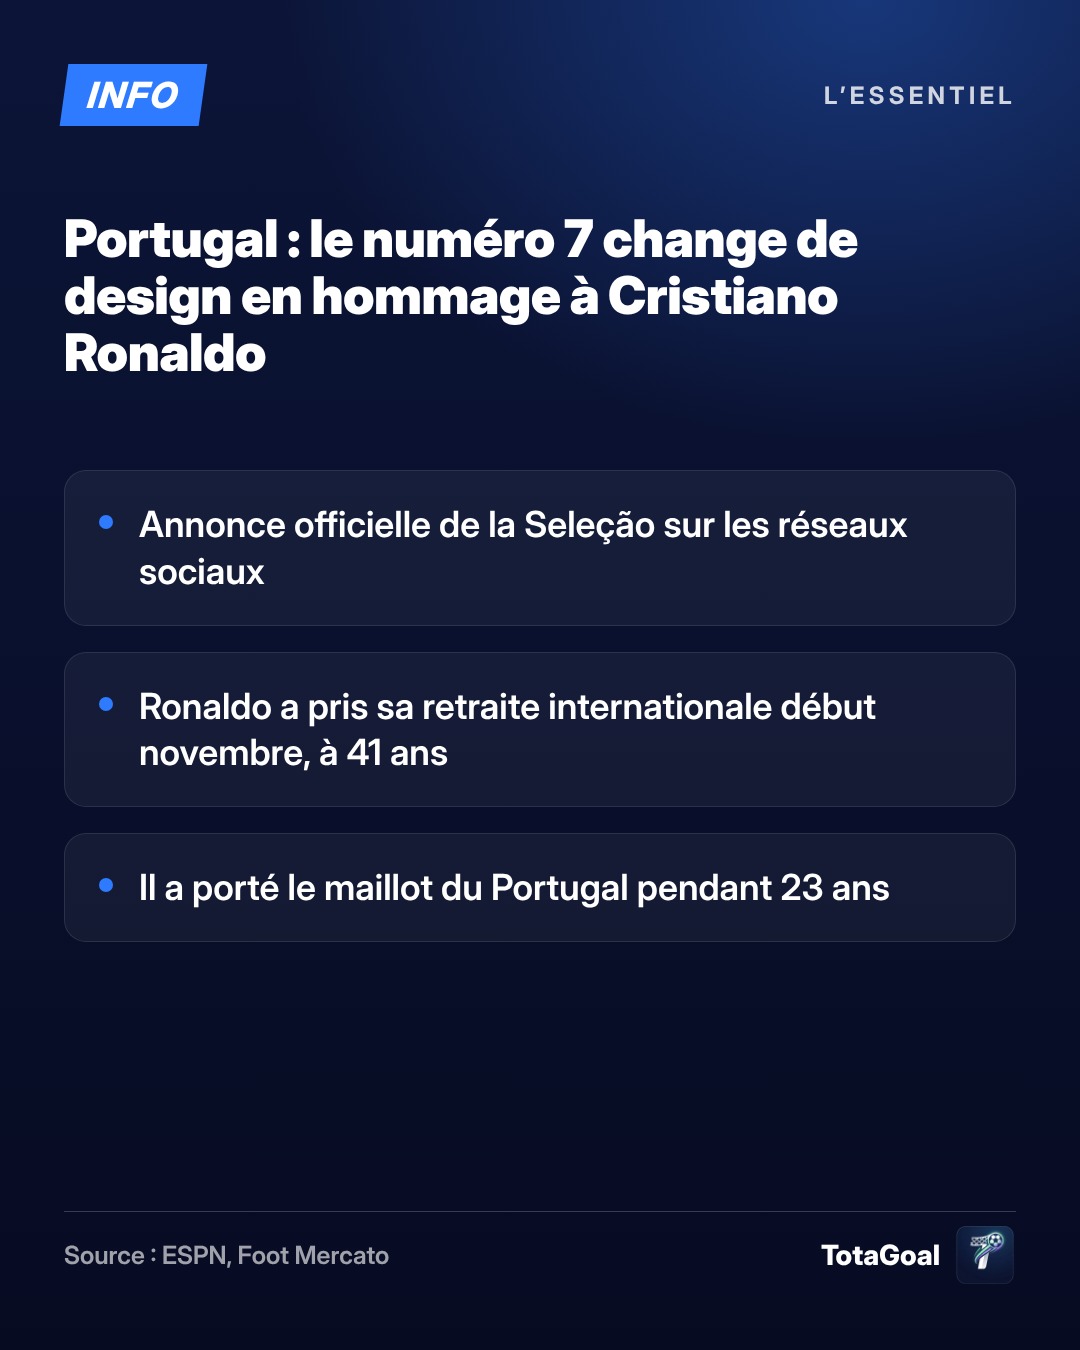 INFO
L’ESSENTIEL
Portugal : le numéro 7 change de
design en hommage à Cristiano
Ronaldo
Annonce officielle de la Seleção sur les réseaux
sociaux
Ronaldo a pris sa retraite internationale début
novembre, à 41 ans
Il a porté le maillot du Portugal pendant 23 ans
Source : ESPN, Foot Mercato
TotaGoal